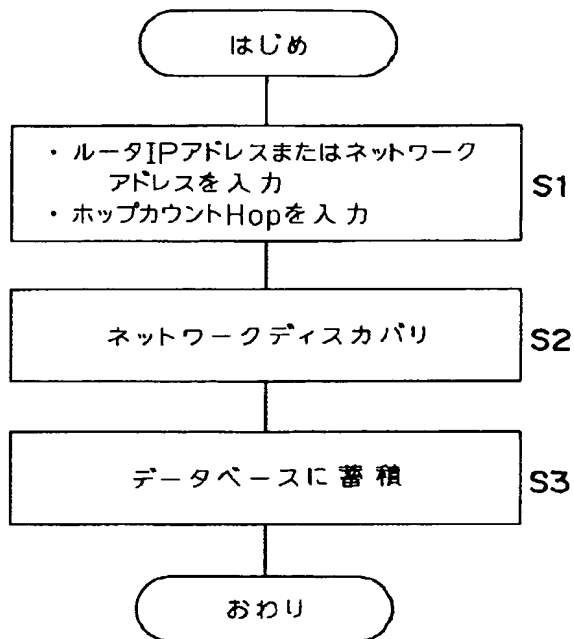 はじめ
・ルータIPアドレスまたはネットワーク
アドレスを入力
・ホップカウントHopを入力
S1
ネットワークディスカバリ
S2
データベースに蓄積
S3
おわり